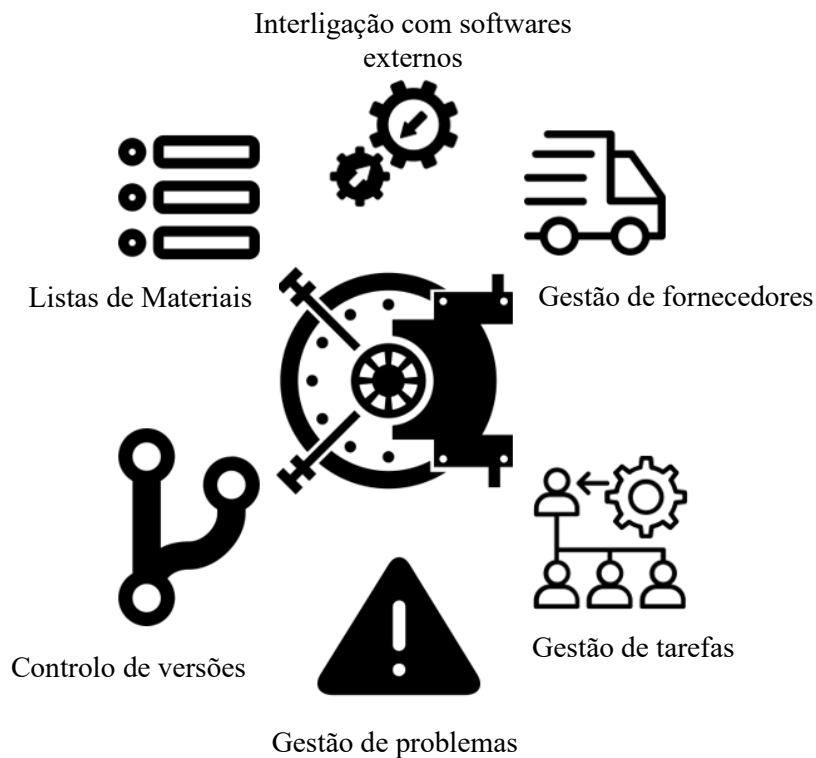 Interligação com softwares
externos
Listas de Materiais
Gestão de fornecedores
Controlo de versões
Gestão de tarefas
Gestão de problemas